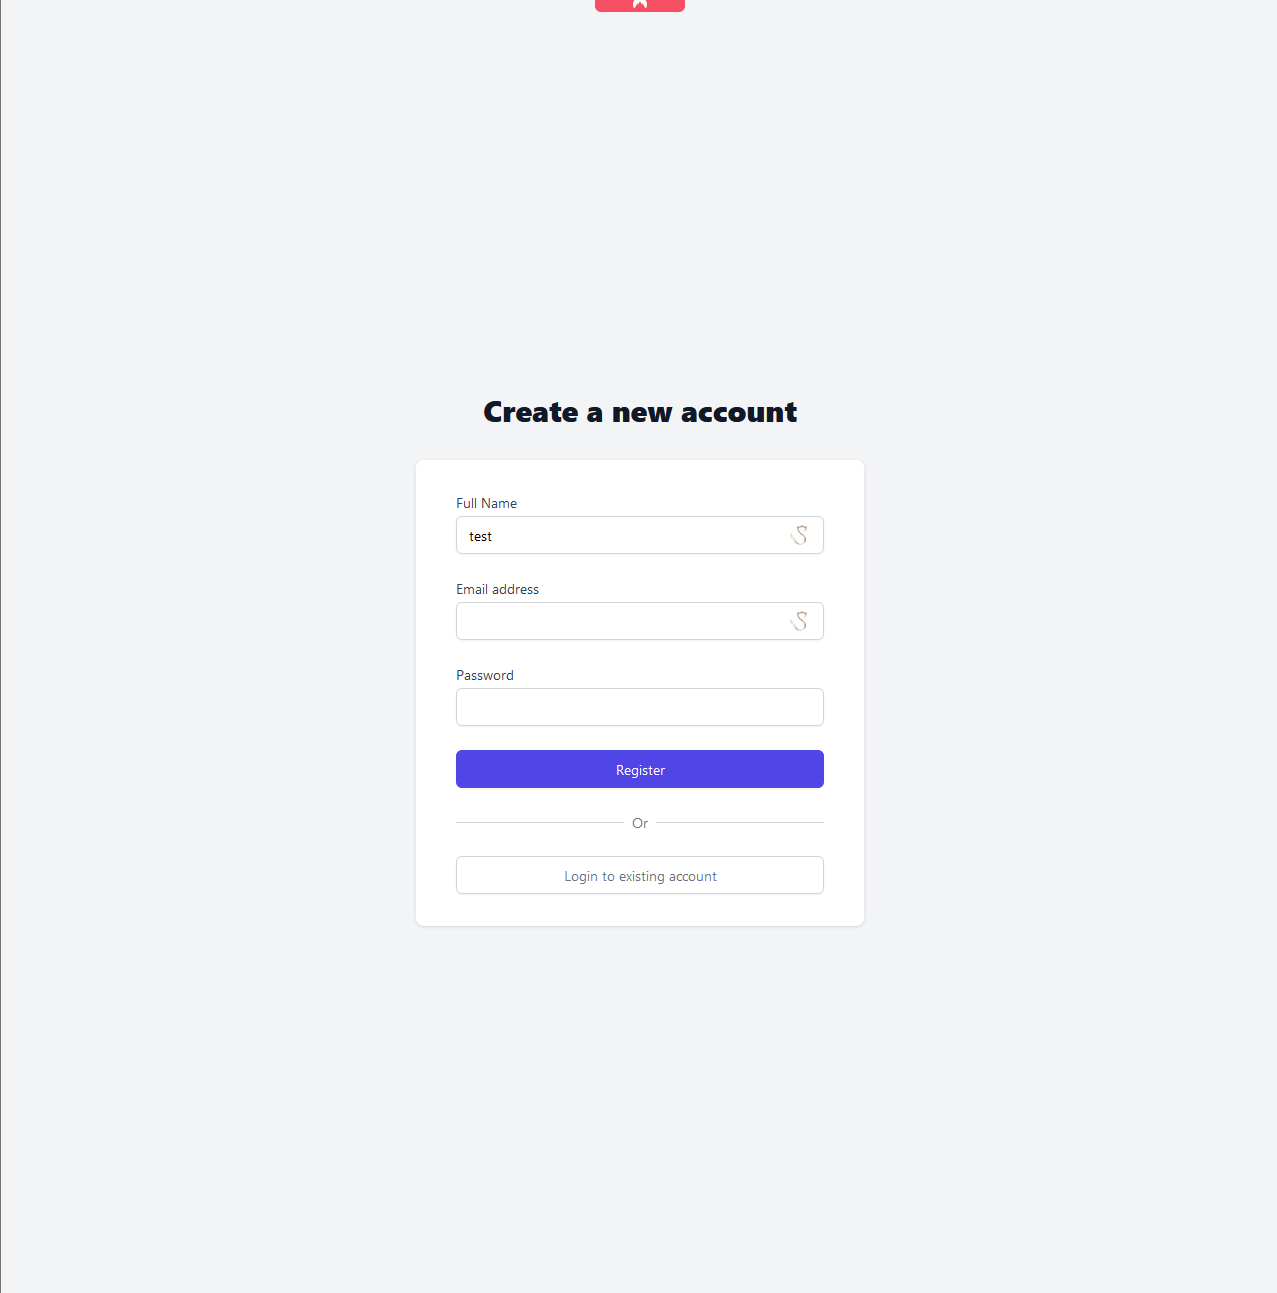 Create a new account
Full Name
test
Email address
Password
Register
Or
Login to existing account